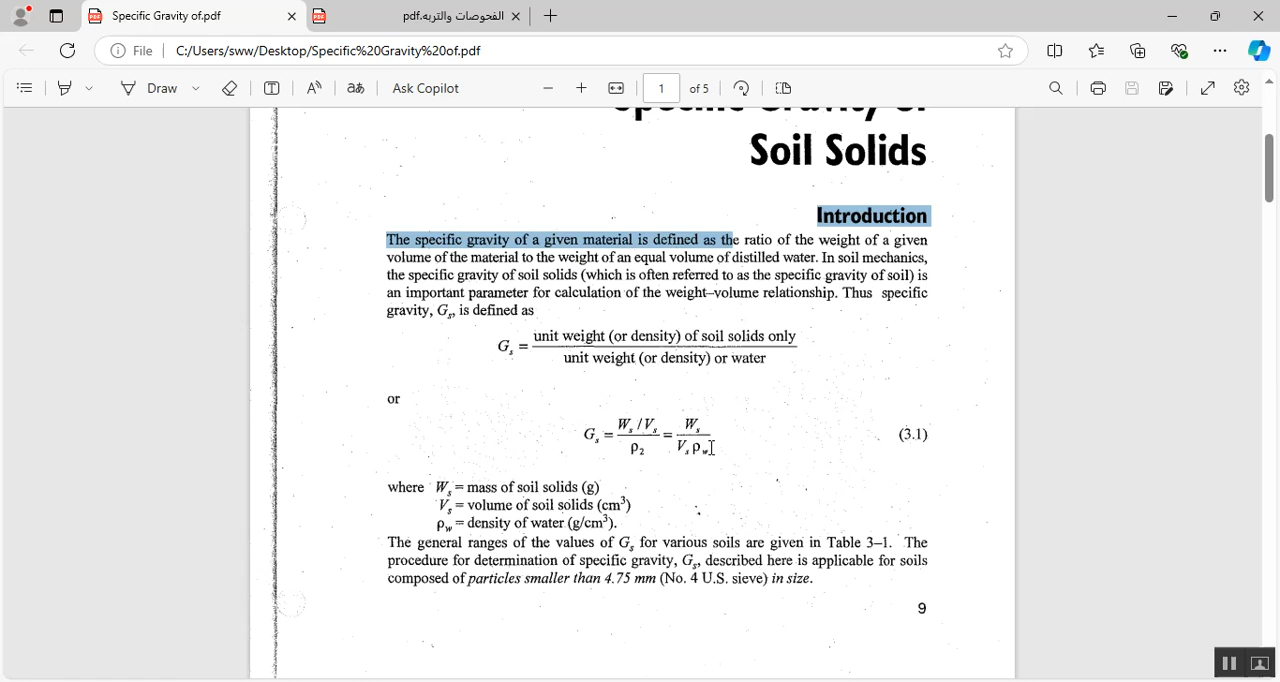 Specific Gravity of.pdf
الفحوصات والتربه.pdf
File C:/Users/sww/Desktop/Specific%20Gravity%20of.pdf
Draw
aあ
Ask Copilot
1 of 5
Specific Gravity of
Soil Solids
Introduction
The specific gravity of a given material is defined as the ratio of the weight of a given
volume of the material to the weight of an equal volume of distilled water. In soil mechanics,
the specific gravity of soil solids (which is often referred to as the specific gravity of soil) is
an important parameter for calculation of the weight–volume relationship. Thus specific
gravity, Gs, is defined as
Gs = unit weight (or density) of soil solids only
unit weight (or density) or water
or
Gs = Ws / Vs / ρ2 = Ws / Vs ρw (3.1)
where Ws = mass of soil solids (g)
Vs = volume of soil solids (cm³)
ρw = density of water (g/cm³).
The general ranges of the values of Gs for various soils are given in Table 3–1. The
procedure for determination of specific gravity, Gs, described here is applicable for soils
composed of particles smaller than 4.75 mm (No. 4 U.S. sieve) in size.
9